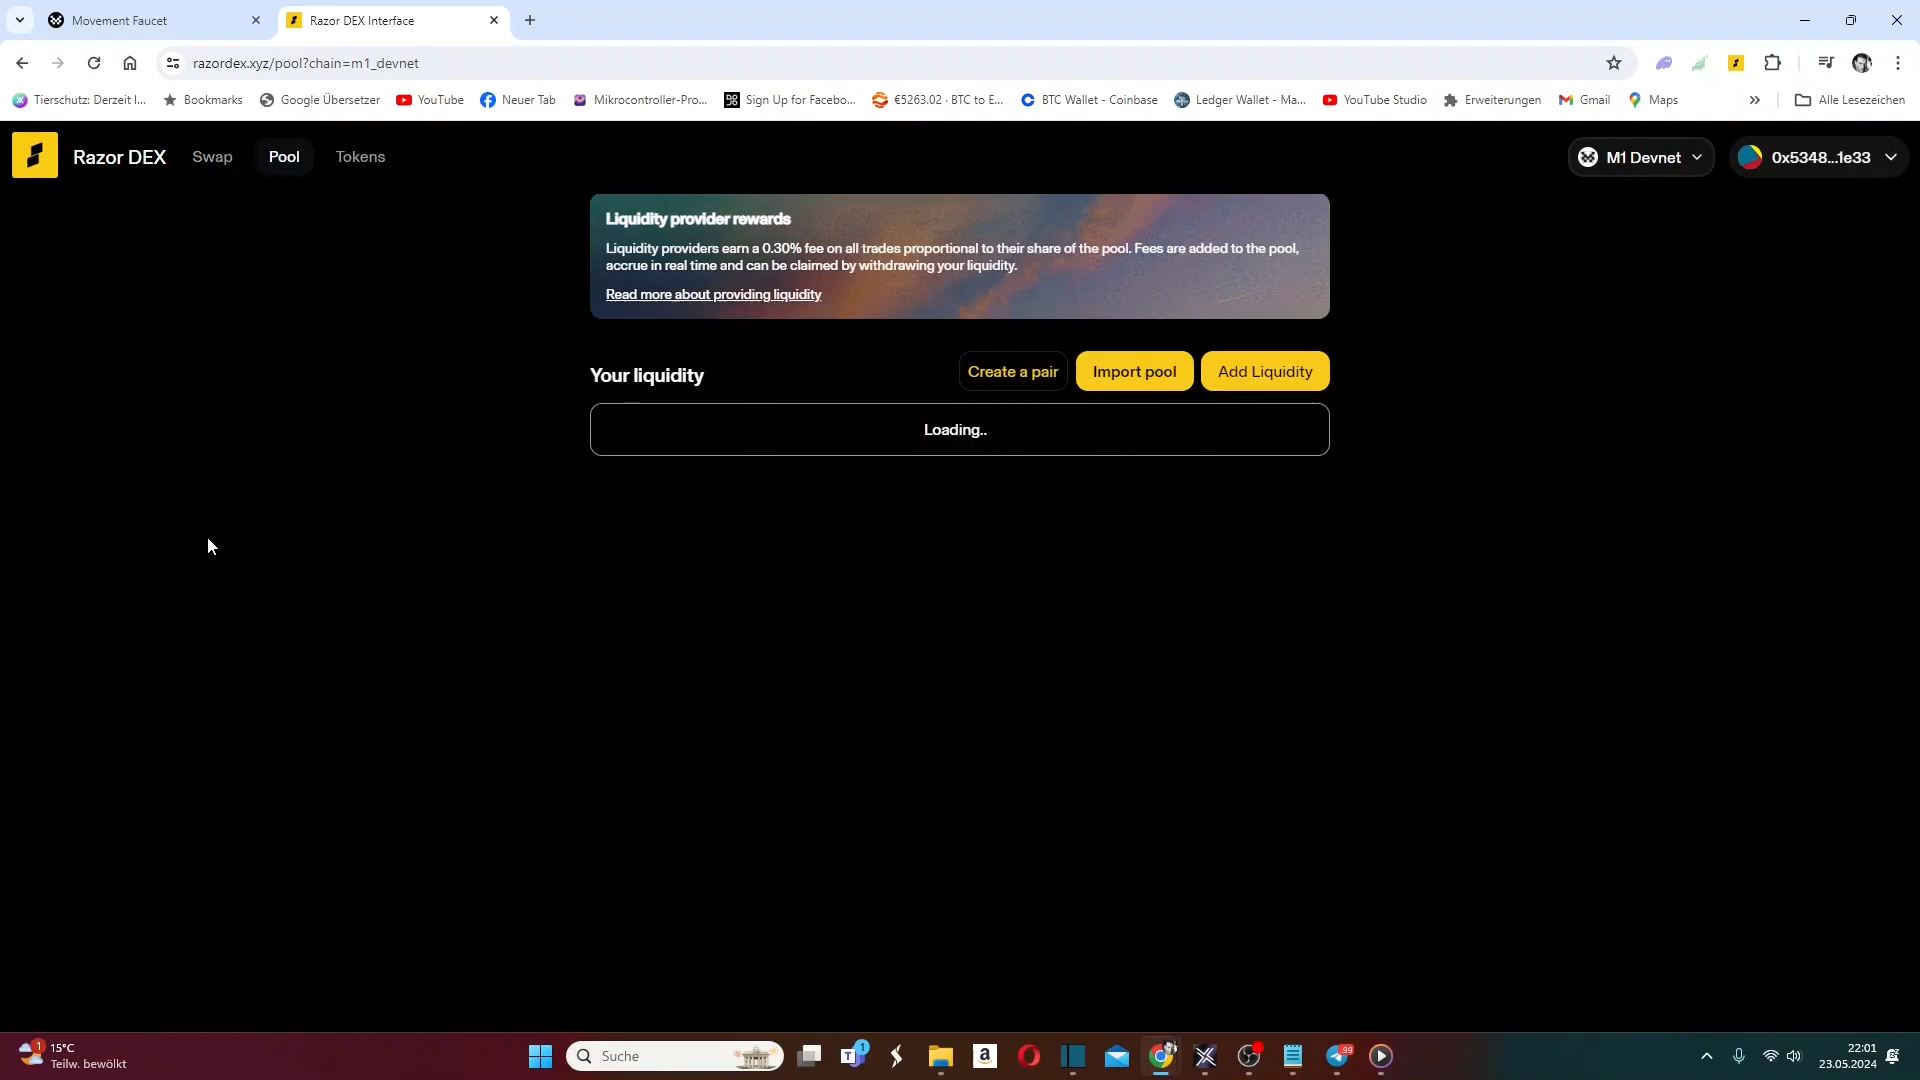 Movement Faucet
Razor DEX Interface
razordex.xyz/pool?chain=m1_devnet
Tierschutz: Derzeit I...
Bookmarks
Google Übersetzer
YouTube
Neuer Tab
Mikrocontroller-Pro...
Sign Up for Facebo...
€5263.02 · BTC to E...
BTC Wallet - Coinbase
Ledger Wallet - Ma...
YouTube Studio
Erweiterungen
Gmail
Maps
Alle Lesezeichen
Razor DEX
Swap
Pool
Tokens
M1 Devnet
0x5348...1e33
Liquidity provider rewards
Liquidity providers earn a 0.30% fee on all trades proportional to their share of the pool. Fees are added to the pool,
accrue in real time and can be claimed by withdrawing your liquidity.
Read more about providing liquidity
Your liquidity
Create a pair
Import pool
Add Liquidity
Loading..
1
15°C
Teilw. bewölkt
Suche
1
99
22:01
23.05.2024